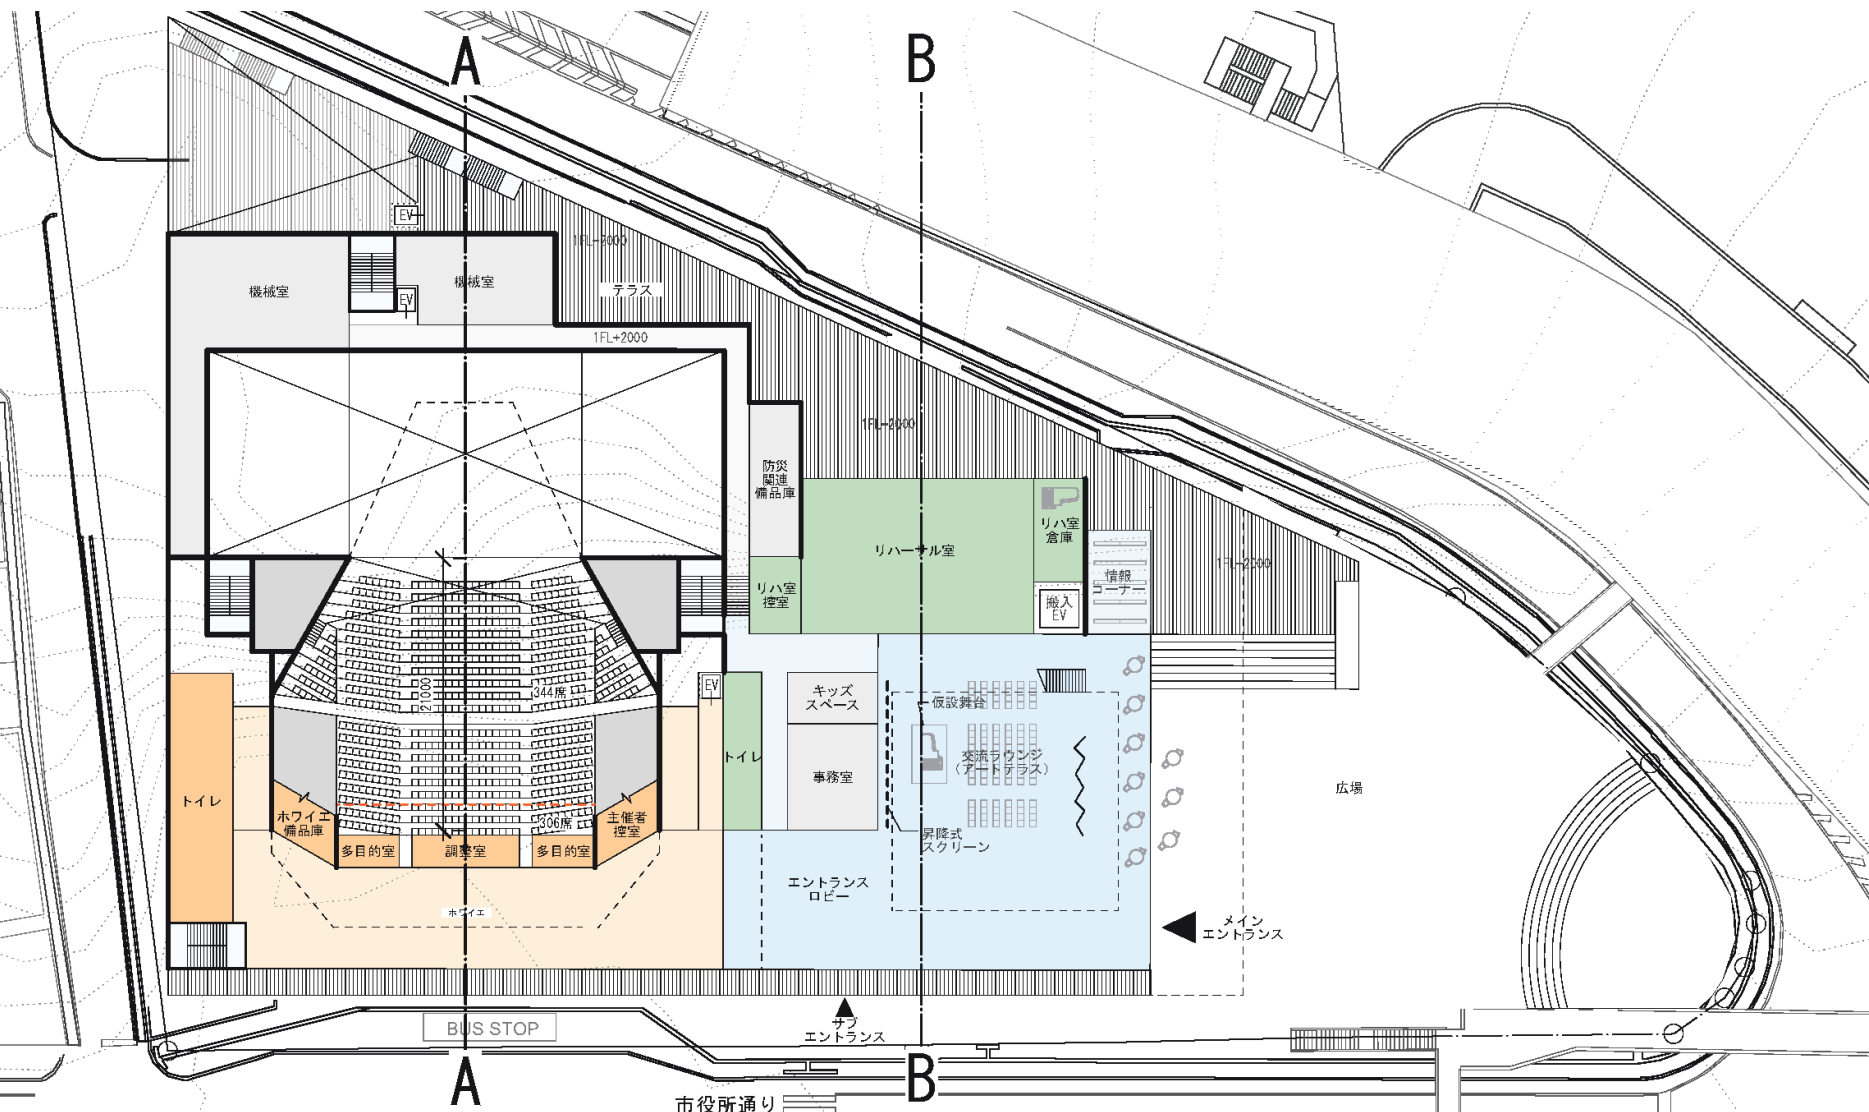 A
B
EV
1FL-2000
機械室
EV
機械室
テラス
1FL+2000
1FL-2000
防災
関連
備品庫
リハ室
倉庫
リハーサル室
1FL-2000
情報
コーナー
リハ室
控室
搬入
EV
21000
344席
EV
キッズ
スペース
仮設舞台
トイレ
交流ラウンジ
(アートテラス)
事務室
広場
トイレ
ホワイエ
備品庫
306席
主催者
控室
昇降式
スクリーン
多目的室
調整室
多目的室
エントランス
ロビー
ホワイエ
メイン
エントランス
サブ
エントランス
BUS STOP
A
B
市役所通り